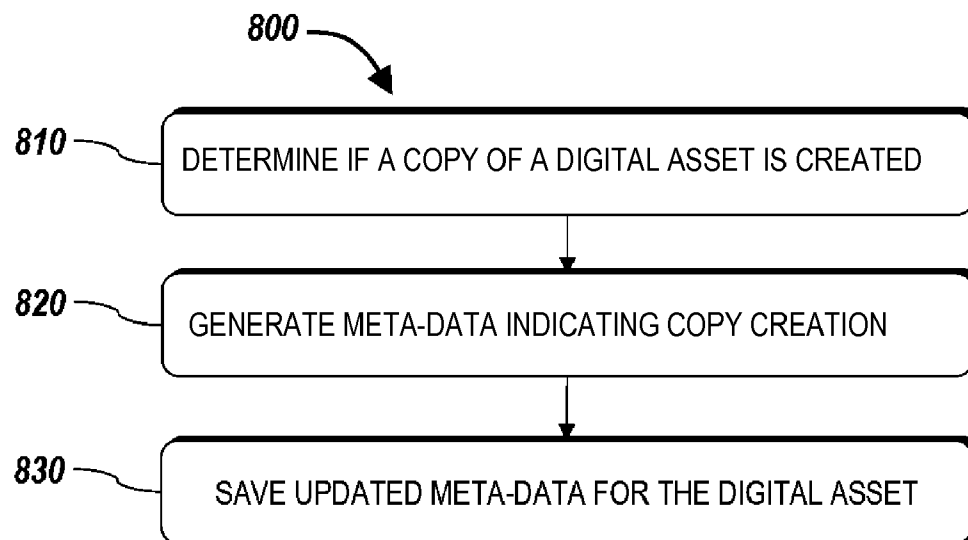 800
810
DETERMINE IF A COPY OF A DIGITAL ASSET IS CREATED
820
GENERATE META-DATA INDICATING COPY CREATION
830
SAVE UPDATED META-DATA FOR THE DIGITAL ASSET